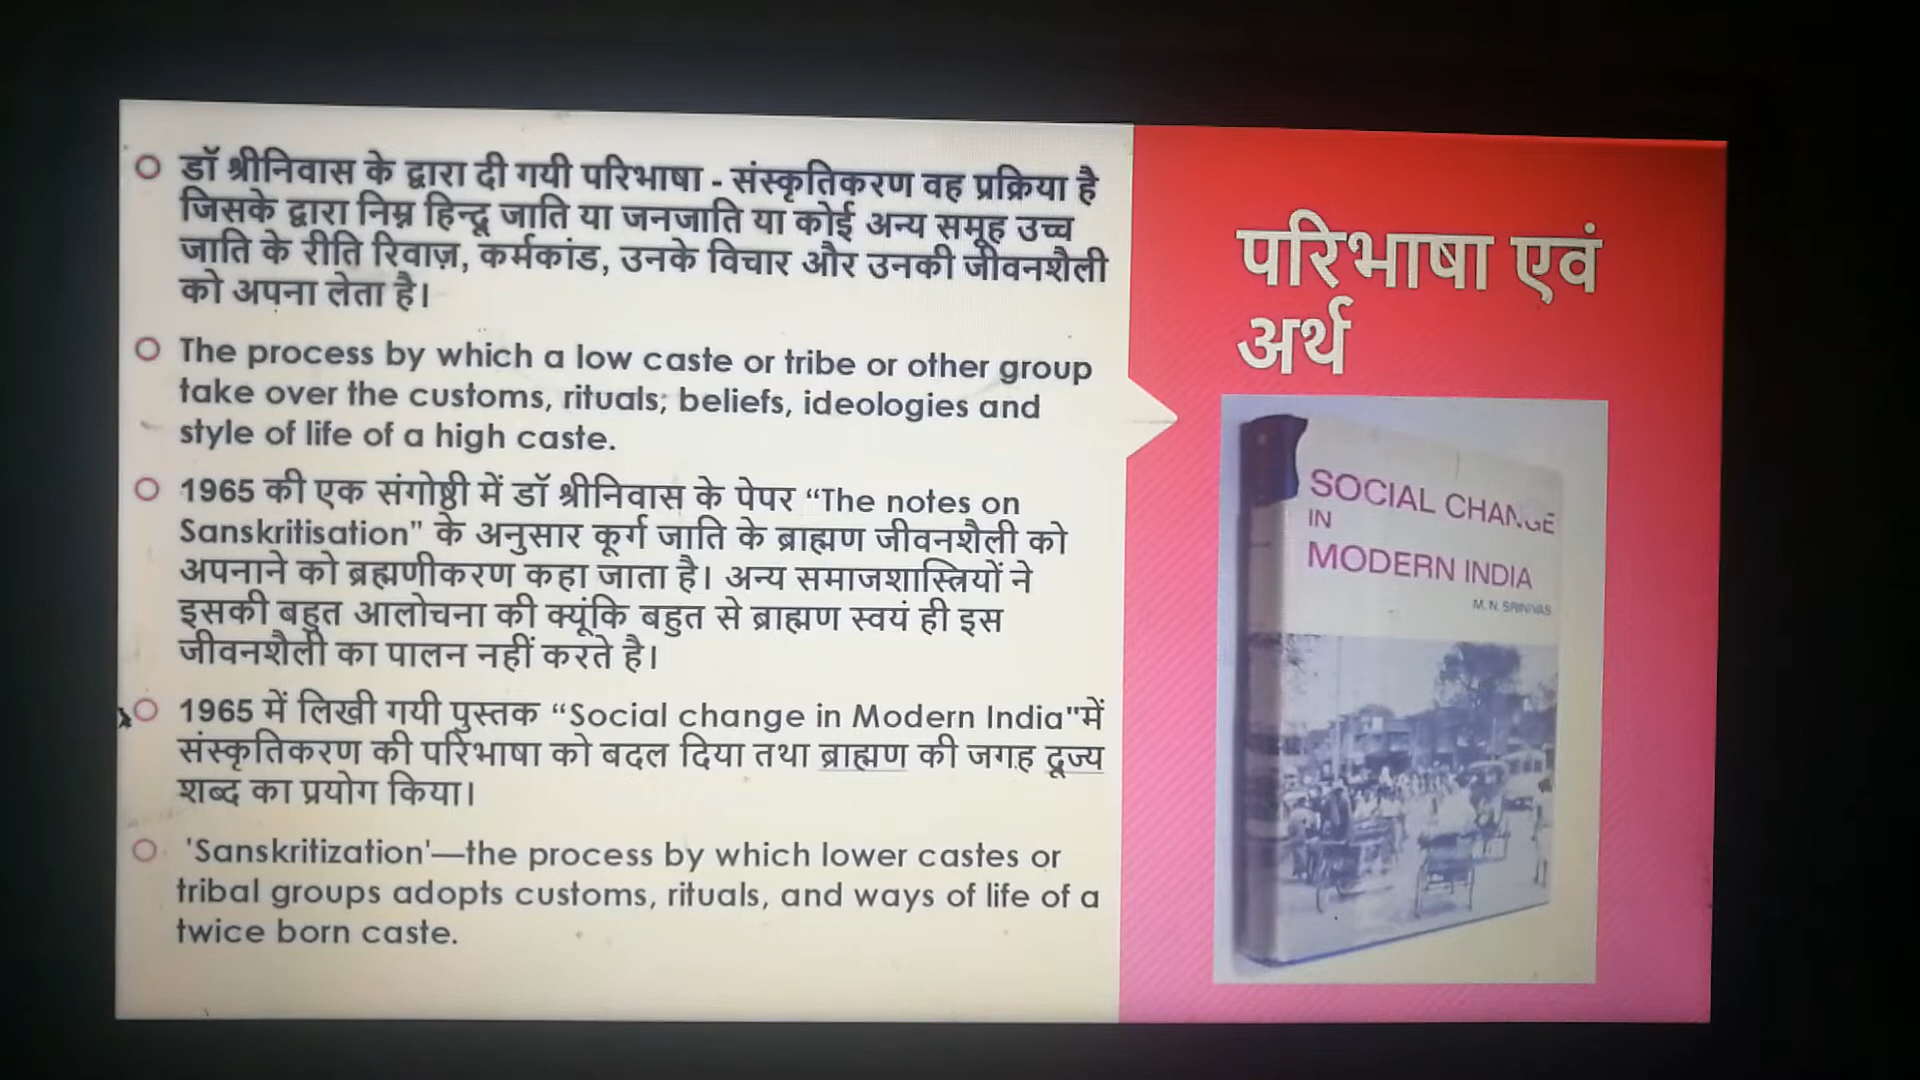 डॉ श्रीनिवास के द्वारा दी गयी परिभाषा - संस्कृतिकरण वह प्रक्रिया है
जिसके द्वारा निम्न हिन्दू जाति या जनजाति या कोई अन्य समूह उच्च
जाति के रीति रिवाज़, कर्मकांड, उनके विचार और उनकी जीवनशैली
को अपना लेता है।
The process by which a low caste or tribe or other group
take over the customs, rituals; beliefs, ideologies and
style of life of a high caste.
1965 की एक संगोष्ठी में डॉ श्रीनिवास के पेपर “The notes on
Sanskritisation" के अनुसार कूर्ग जाति के ब्राह्मण जीवनशैली को
अपनाने को ब्रह्मणीकरण कहा जाता है। अन्य समाजशास्त्रियों ने
इसकी बहुत आलोचना की क्यूंकि बहुत से ब्राह्मण स्वयं ही इस
जीवनशैली का पालन नहीं करते है।
1965 में लिखी गयी पुस्तक “Social change in Modern India"में
संस्कृतिकरण की परिभाषा को बदल दिया तथा ब्राह्मण की जगह दूज्य
शब्द का प्रयोग किया।
'Sanskritization'—the process by which lower castes or
tribal groups adopts customs, rituals, and ways of life of a
twice born caste.
परिभाषा एवं
अर्थ
SOCIAL CHANGE
IN
MODERN INDIA
M. N. SRINIVAS